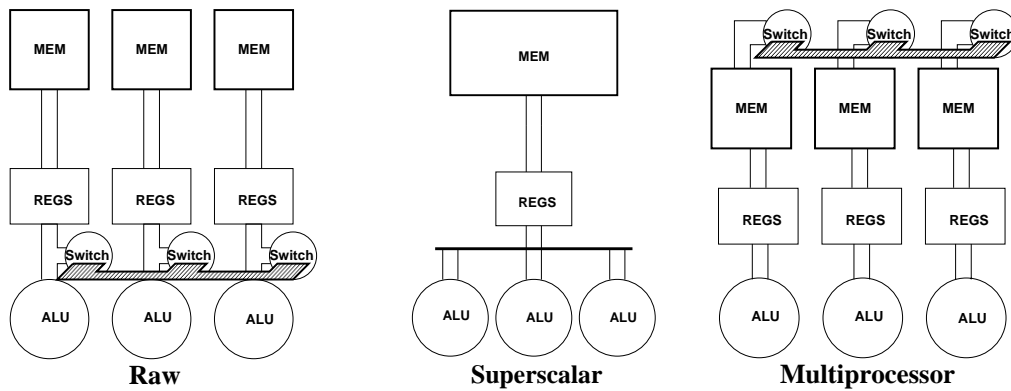 MEM MEM MEM
REGS REGS REGS
Switch Switch Switch
ALU ALU ALU
Raw
MEM
REGS
ALU ALU ALU
Superscalar
Switch Switch Switch
MEM MEM MEM
REGS REGS REGS
ALU ALU ALU
Multiprocessor